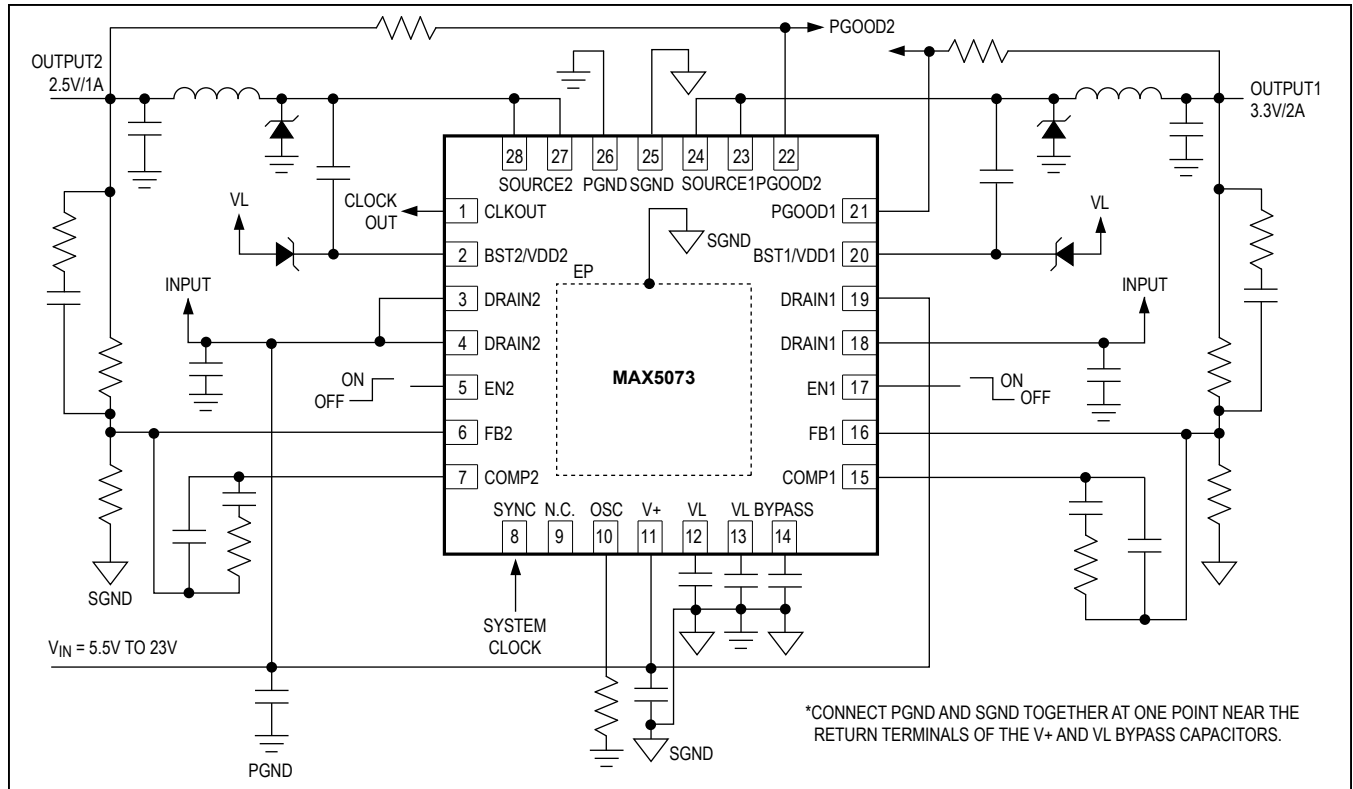 PGOOD2
OUTPUT2
2.5V/1A
OUTPUT1
3.3V/2A
28 27 26 25 24 23 22
SOURCE2 PGND SGND SOURCE1 PGOOD2
VL
CLOCK
OUT
1 CLKOUT
PGOOD1 21
VL
SGND
2 BST2/VDD2
BST1/VDD1 20
EP
INPUT
INPUT
3 DRAIN2
DRAIN1 19
4 DRAIN2
DRAIN1 18
MAX5073
ON
OFF
5 EN2
EN1 17
ON
OFF
6 FB2
FB1 16
7 COMP2
COMP1 15
SYNC N.C. OSC V+ VL VL BYPASS
8 9 10 11 12 13 14
SGND
SYSTEM
CLOCK
VIN = 5.5V TO 23V
*CONNECT PGND AND SGND TOGETHER AT ONE POINT NEAR THE
RETURN TERMINALS OF THE V+ AND VL BYPASS CAPACITORS.
SGND
PGND